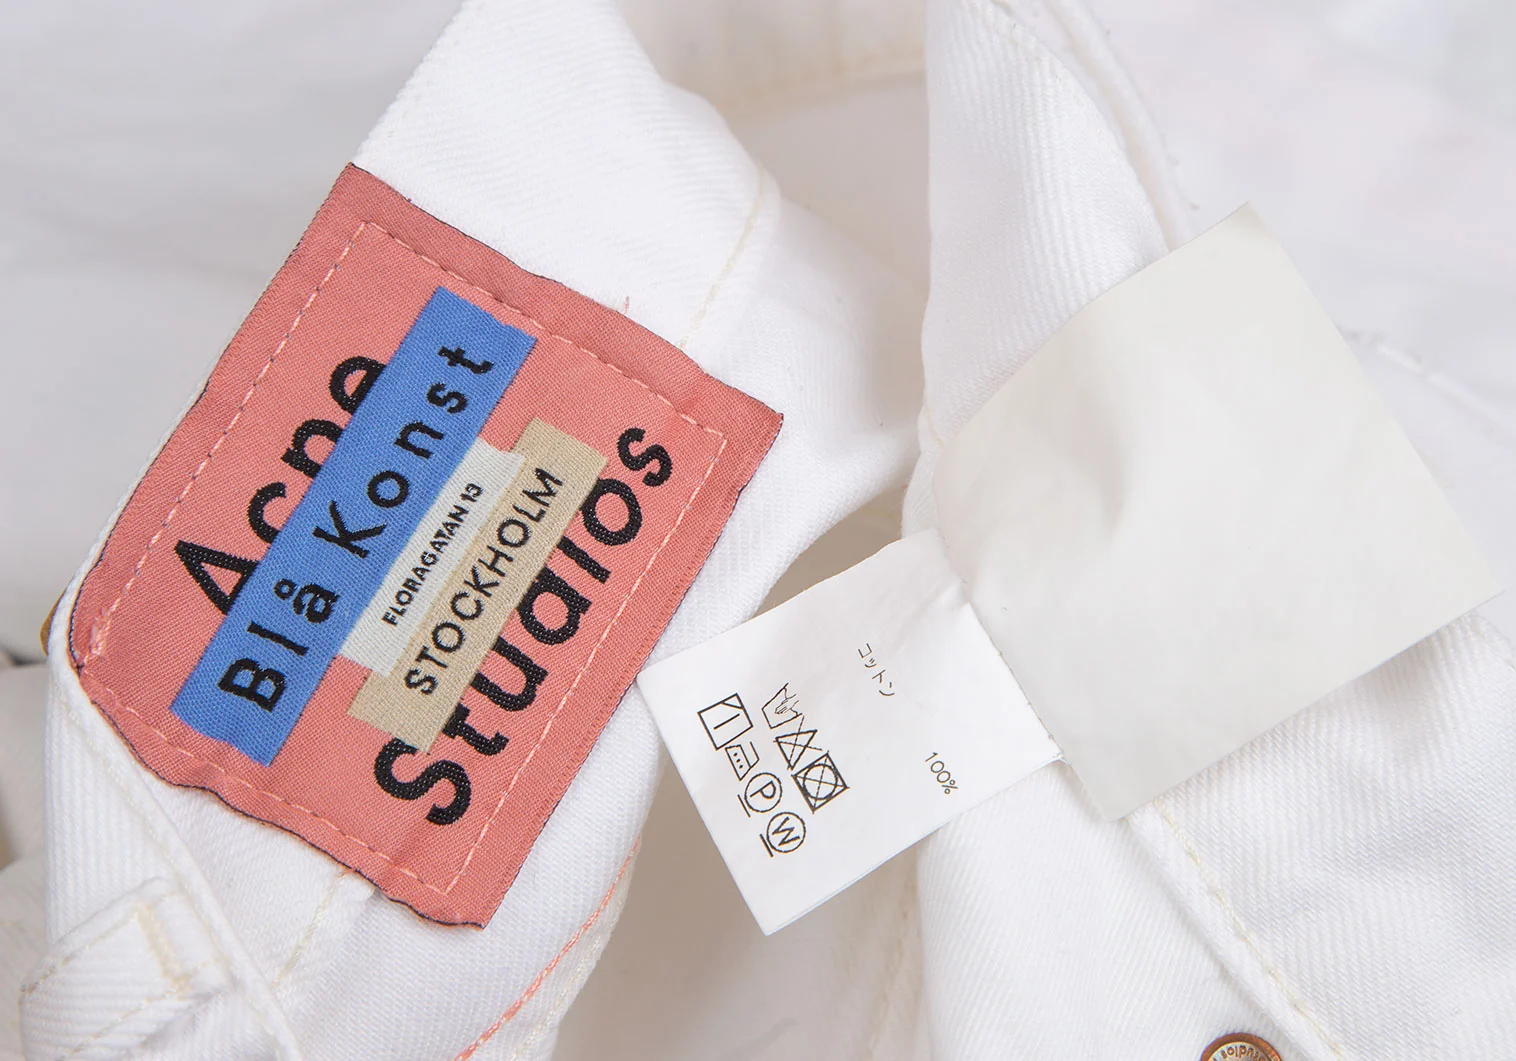 Acne
Studios
Blå Konst
FLORAGATAN 13
STOCKHOLM
コットン
100%
P
W